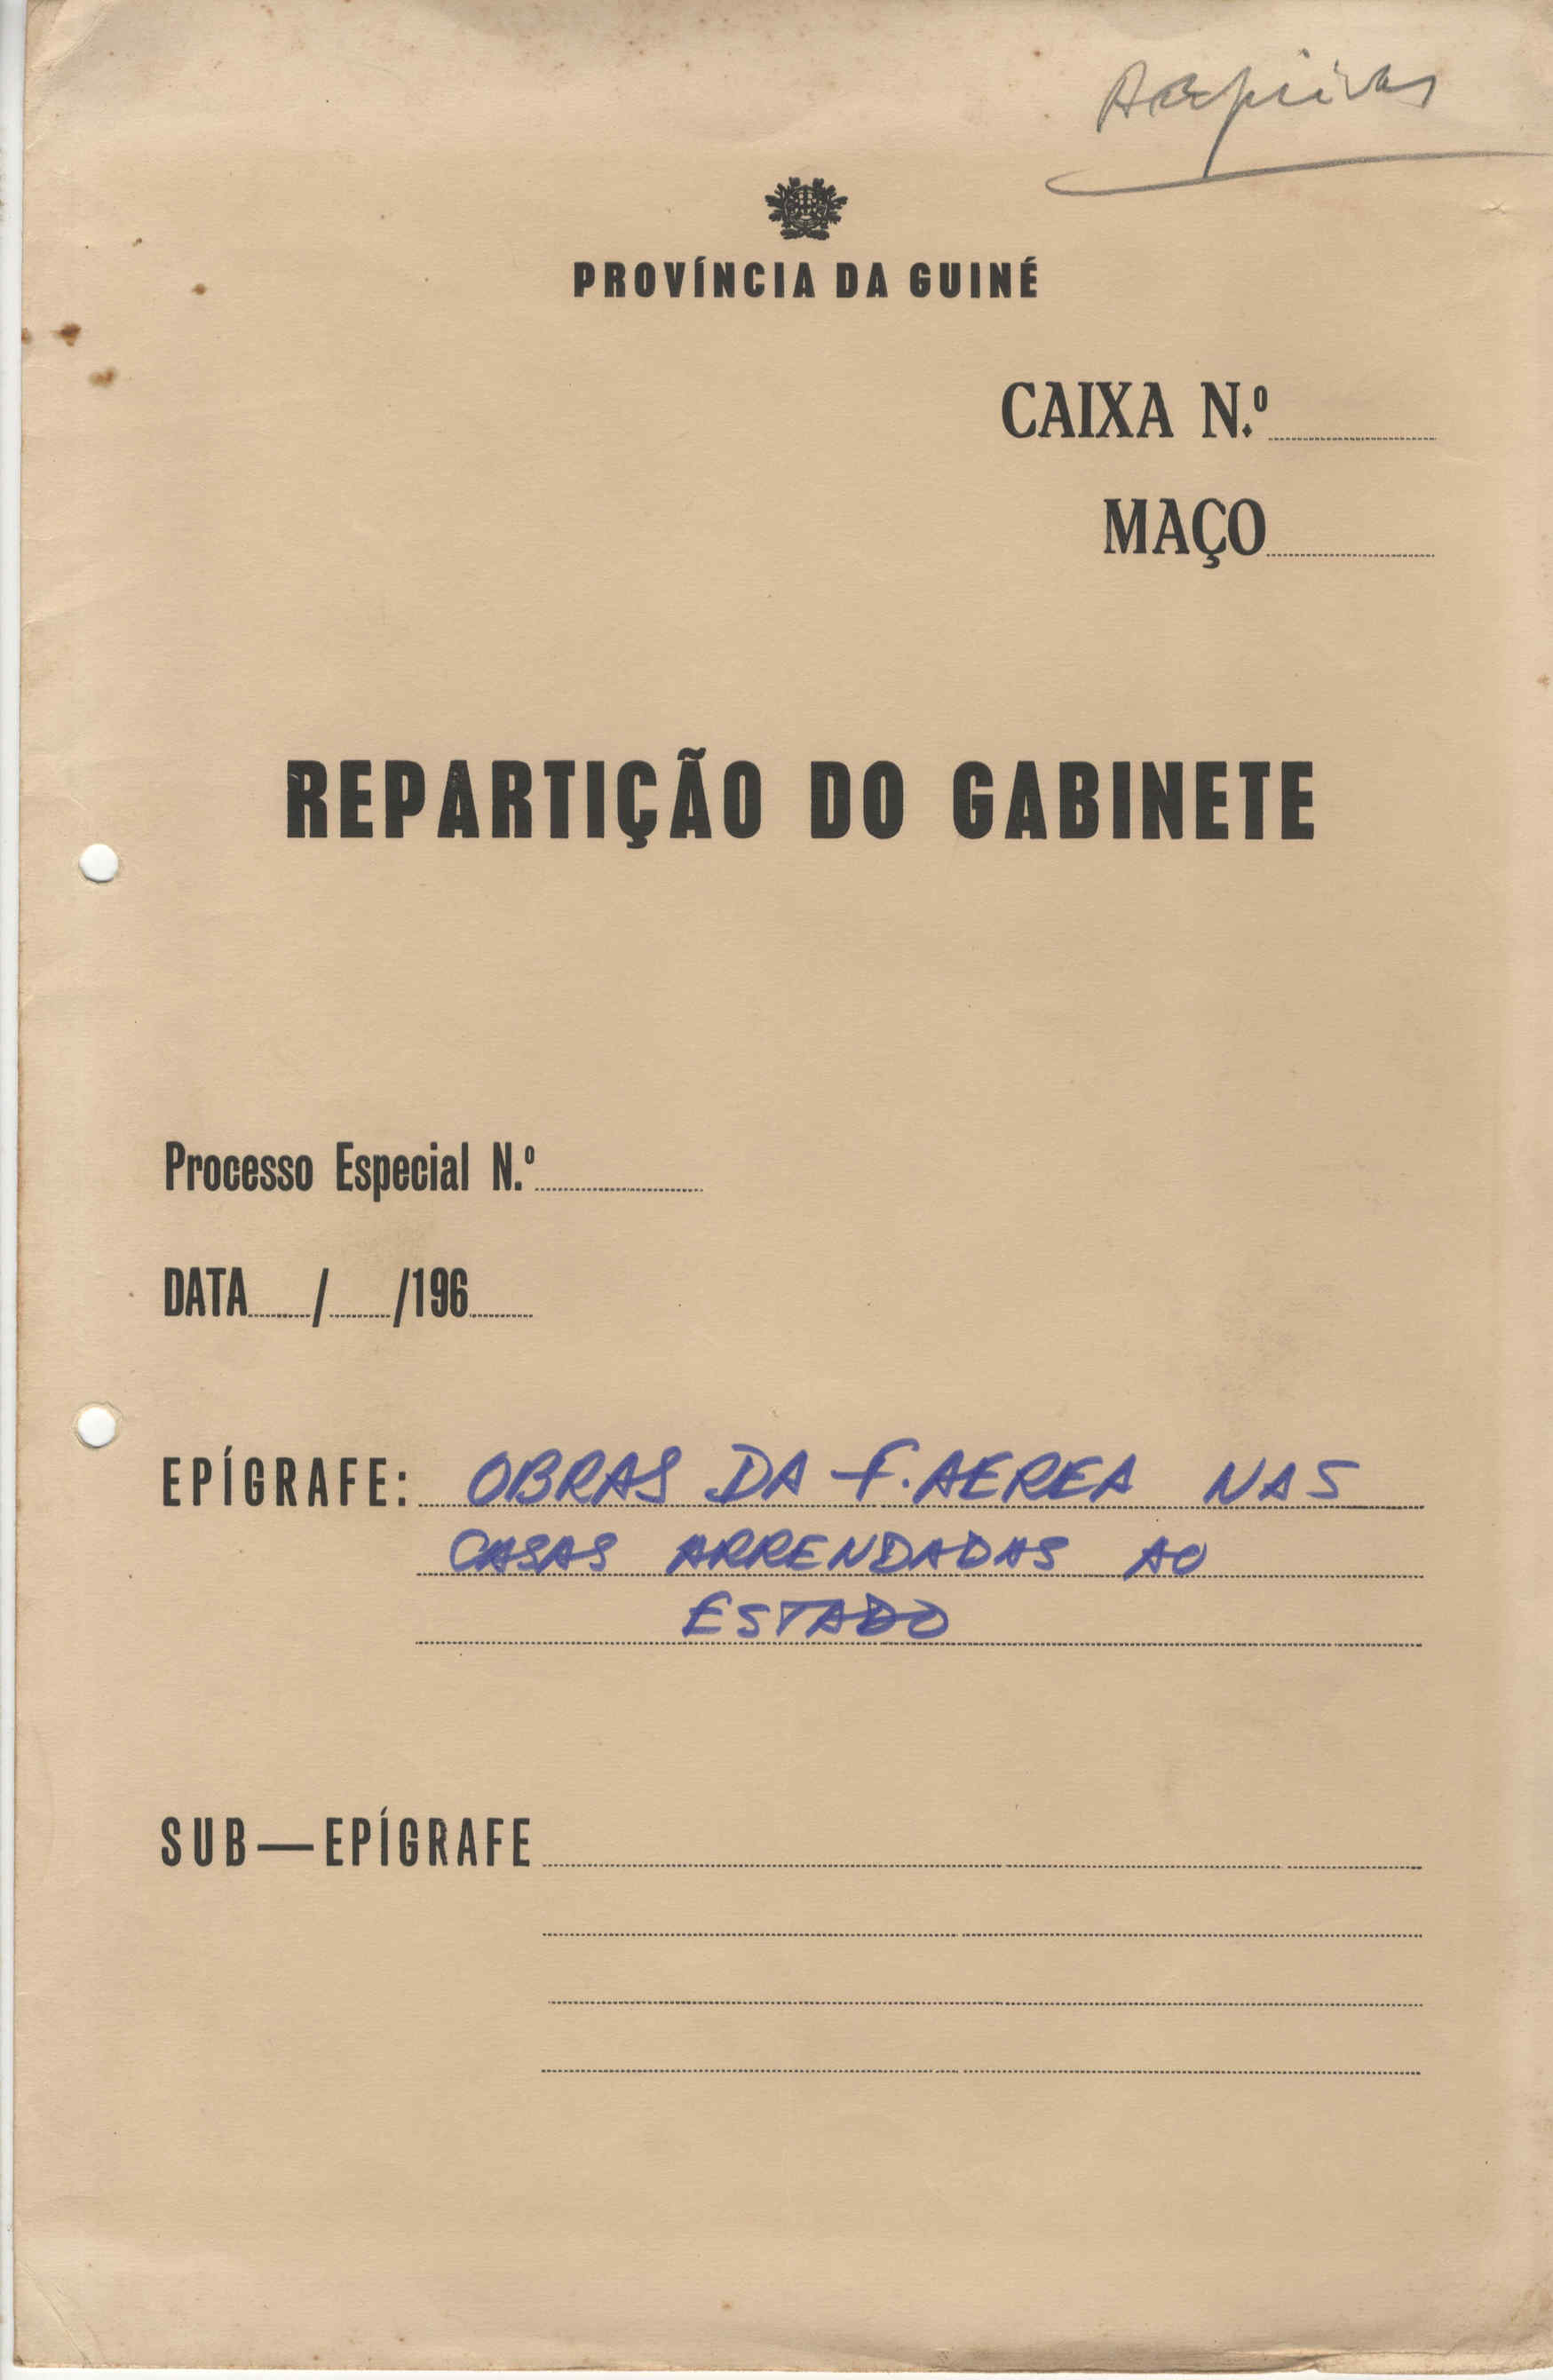 PROVÍNCIA DA GUINÉ
CAIXA N.º
MAÇO
REPARTIÇÃO DO GABINETE
Processo Especial N.º
DATA / /196
EPÍGRAFE: OBRAS DA F. AEREA NAS
CASAS ARRENDADAS AO
ESTADO
SUB—EPÍGRAFE